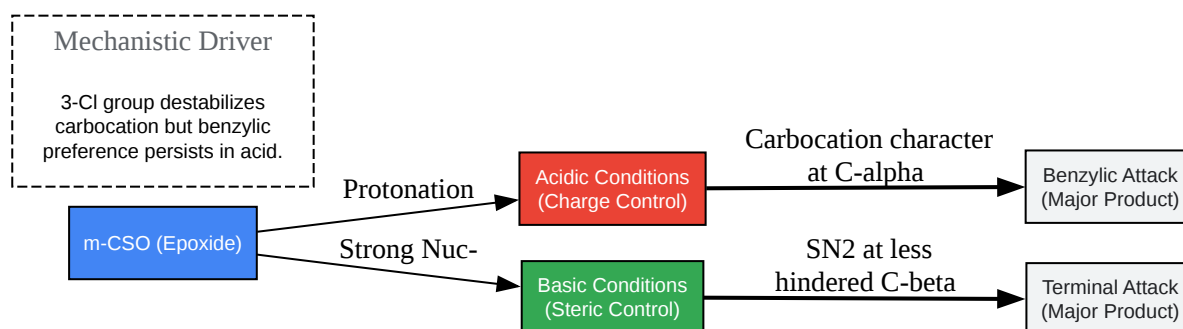 Mechanistic Driver
3-Cl group destabilizes
carbocation but benzylic
preference persists in acid.
m-CSO (Epoxide)
Protonation
Strong Nuc-
Acidic Conditions
(Charge Control)
Basic Conditions
(Steric Control)
Carbocation character
at C-alpha
SN2 at less
hindered C-beta
Benzylic Attack
(Major Product)
Terminal Attack
(Major Product)